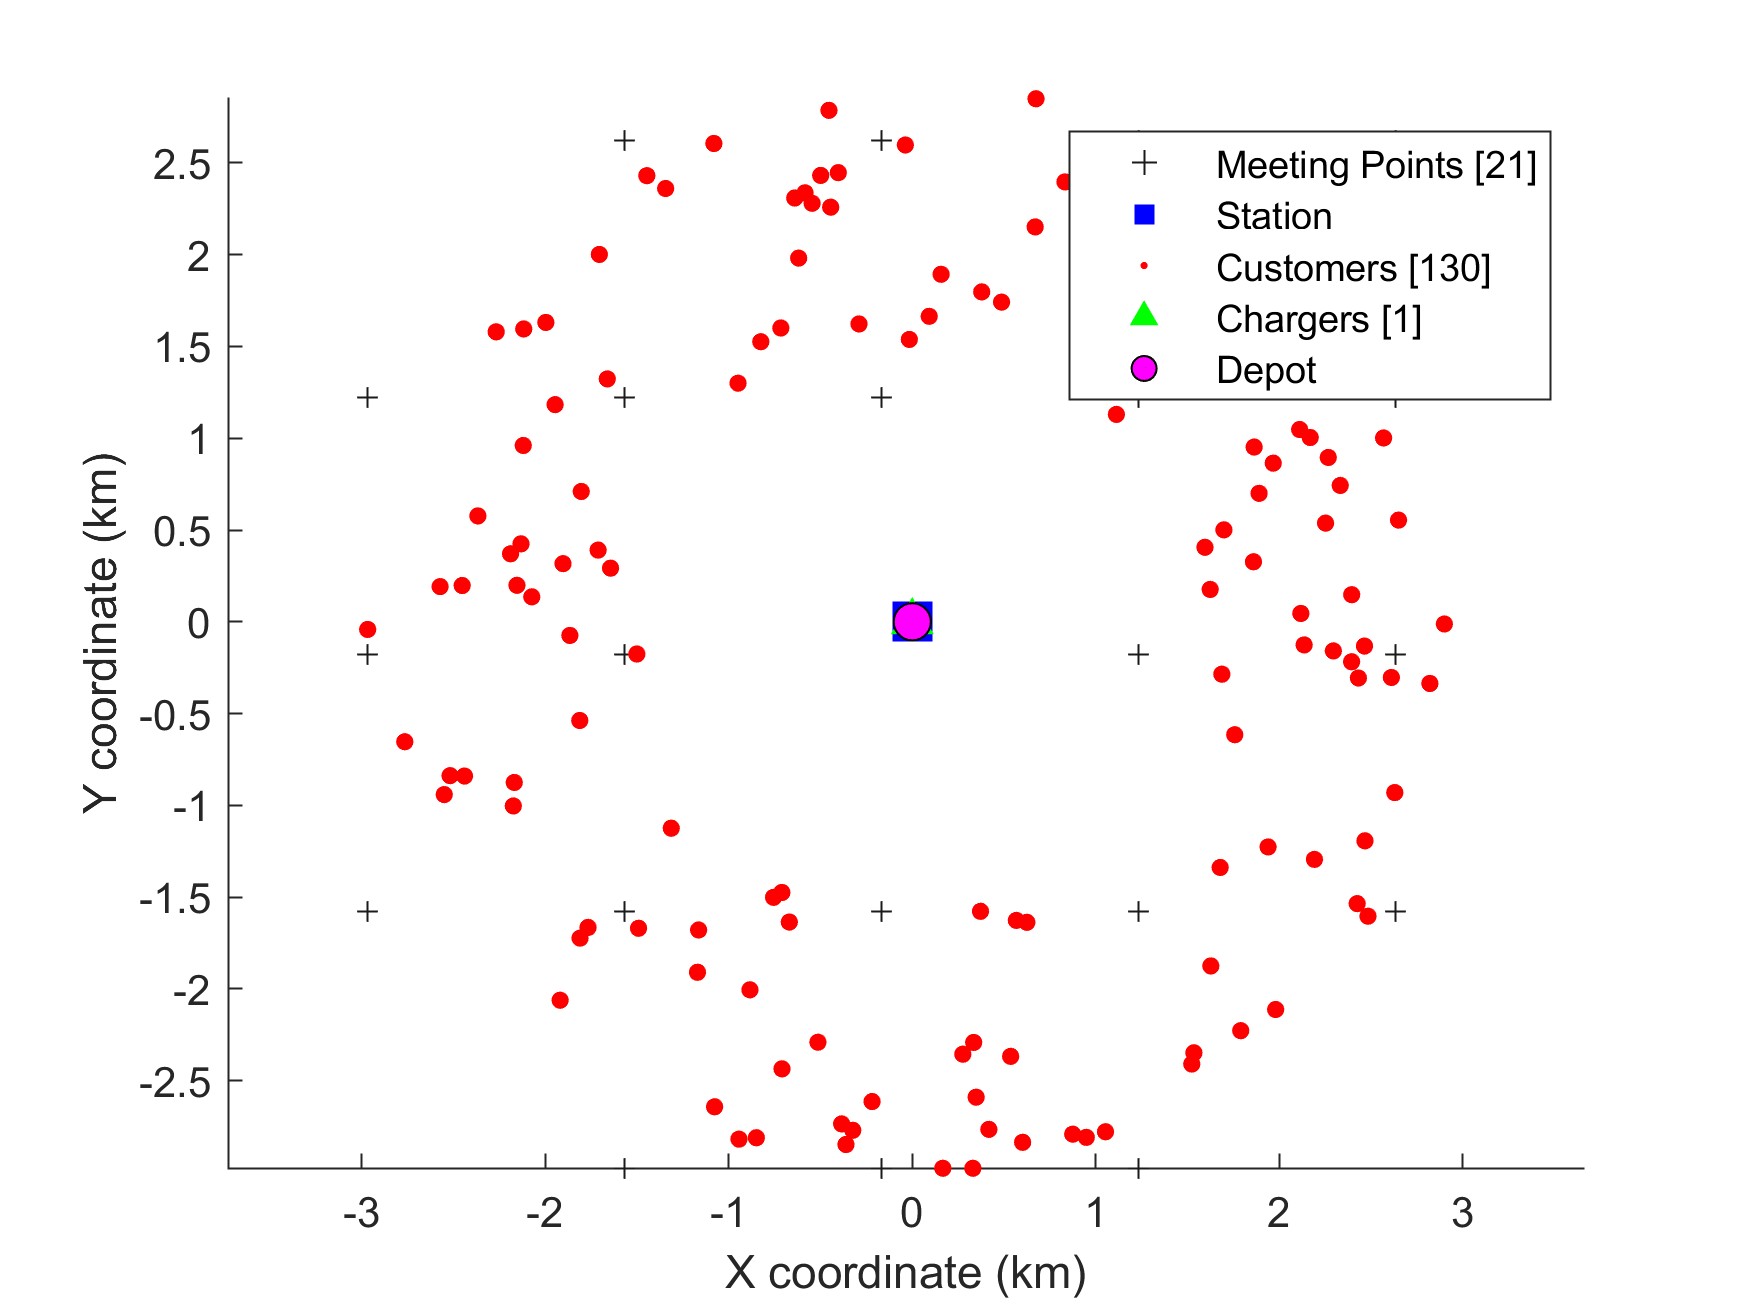 Meeting Points [21]
Station
Customers [130]
Chargers [1]
Depot
2.5
2
1.5
1
0.5
0
-0.5
-1
-1.5
-2
-2.5
Y coordinate (km)
-3 -2 -1 0 1 2 3
X coordinate (km)